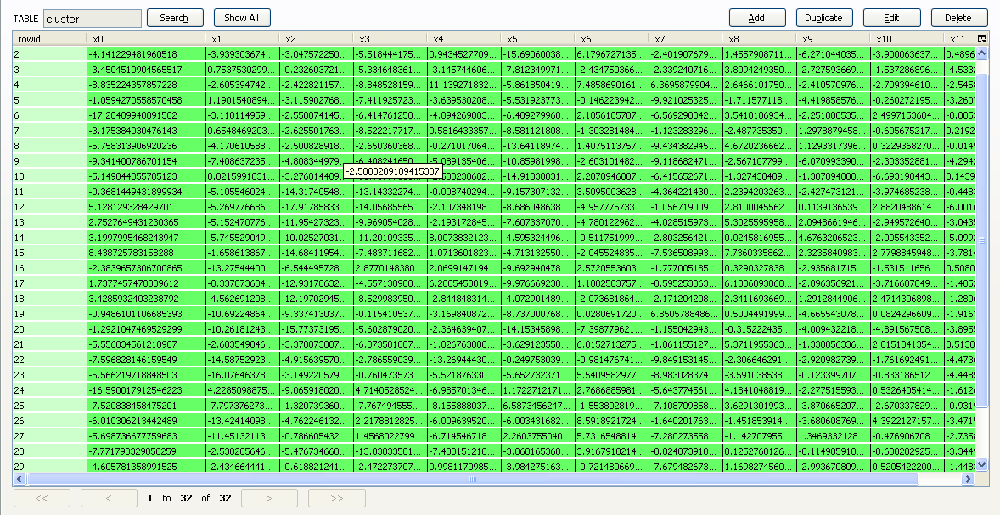 TABLE cluster Search Show All Add Duplicate Edit Delete
rowid x0 x1 x2 x3 x4 x5 x6 x7 x8 x9 x10 x11
2 -4.141229481960518 -3.939303674... -3.047572250... -5.518444175... 0.9434527709... -15.69060038... 6.1796727135... -2.401907679... 1.4557908711... -6.271044035... -3.900063637... 0.4896
3 -3.4504510904565517 0.7537530299... -0.232603721... -5.334648361... -3.145744606... -7.812349971... -2.434750366... -2.339240716... 3.8094249350... -2.727593669... -1.537286896... -4.533
4 -8.835224357857228 -2.605394742... -2.422821157... -8.848528159... 11.139271832... -5.861850419... 7.4858690161... 6.3695879904... 2.6466101750... -2.410570976... -2.709394610... -2.545
5 -1.0594270558570458 1.1901540894... -3.115902768... -7.411925723... -3.639530208... -5.531923773... -0.146223942... -9.921025325... -1.711577118... -4.419858576... -0.260272195... -3.260
6 -17.20409948891502 -3.118114959... -2.550874145... -6.414761250... -4.894269083... -6.489279960... 2.1056185787... -6.569290842... 3.5418106934... -2.251800535... 2.4997153604... -0.885
7 -3.175384030476143 0.6548469203... -2.625501763... -8.522217717... 0.5816433357... -8.581121808... -1.303281484... -1.123283296... -2.487735350... 1.2978879458... -0.605675217... 0.2192
8 -5.758313906920236 -4.170610588... -2.500828918... -2.650360368... -0.271017064... -13.64118974... 1.4075113757... -9.434382945... 4.6720236662... 1.1293317396... 0.3229368270... -0.014
9 -9.341400786701154 -7.408637235... -4.808344979... -6.408241650... -5.089135406... -10.85981998... -2.603101482... -9.118682471... -2.567107799... -6.070993390... -2.303352881... -4.294
-2.5008289189415387
10 -5.149044355705123 0.0215991031... -3.276814489... -14.91038031... 2.2078946807... -6.415652671... -1.327438409... -1.387094808... -6.693198443... 0.1439
11 -0.3681449431899934 -5.105546024... -14.31740548... -13.14332274... -0.008740294... -9.157307132... 3.5095003628... -4.364221430... 2.2394203263... -2.427473121... -3.974685238... -0.448
12 5.128129328429701 -5.269776686... -17.91785833... -14.05685565... -2.107348198... -8.686048638... -4.957775733... -10.56719009... 2.8100045562... 0.1139136539... 2.8820488614... -6.001
13 2.7527649431230365 -5.152470776... -11.95427323... -9.969054028... -2.193172845... -7.607337070... -4.780122962... -4.028515973... 5.3025595958... 2.0948661946... -2.949572640... -3.043
14 3.1997995468243947 -5.745529049... -10.02527031... -11.20109335... 8.0073832123... -4.595324496... -0.511751999... -2.803256421... 0.0245816955... 4.6763206523... -2.005543352... -5.099
15 8.438725783158288 -1.658613867... -14.68411954... -7.483711682... 1.0713601823... -4.713132550... -2.045524835... -7.536508993... 7.7360335862... 2.3235840983... 2.7798845948... -3.781
16 -2.3839657306700865 -13.27544400... -6.544495728... 2.8770148380... 2.0699147194... -9.692940478... 2.5720553603... -1.777005185... 0.3290327838... -2.935681715... -1.531511656... 0.5080
17 1.7377457470889612 -8.337073684... -12.93178632... -4.557138980... 6.2005453019... -9.976669230... 1.1882503757... -0.595253363... 6.1086093068... -2.896356921... -3.716607849... -1.485
18 3.4285932403238792 -4.562691208... -12.19702945... -8.529983950... -2.844848314... -4.072901489... -2.073681864... -2.171204208... 2.3411693669... 1.2912844906... 2.4714306898... -1.280
19 -0.9486101106685393 -10.69224864... -9.337413037... -0.115410537... -3.169840872... -8.737000768... 0.0280691720... 6.8505788486... 0.5004491999... -4.665543078... 0.0824296609... -1.916
20 -1.2921047469529299 -10.26181243... -15.77373195... -5.602879020... -2.364639407... -14.15345898... -7.398779621... -1.155042943... -0.315222435... -4.009432218... -4.891567508... -3.895
21 -5.556034561218987 -2.683549046... -3.378073087... -6.373581807... -1.826763808... -3.629123558... 6.0152713275... -1.061155127... 5.3711955363... -1.338056336... 2.0151341354... 0.5130
22 -7.596828146159549 -14.58752923... -4.915639570... -2.786559039... -13.26944430... -0.249753039... -0.981476741... -9.849153145... -2.306646291... -2.920982739... -1.761692491... -4.473
23 -5.566219718848503 -16.07646378... -3.149220579... -0.760473573... -5.521876330... -5.652732371... 5.5409582977... -8.983028374... -3.591038538... -0.123399707... -0.833186512... -4.448
24 -16.590017912546223 4.2285098875... -9.065918020... 4.7140528524... -6.985701346... 1.1722712171... 2.7686885981... -5.643774561... 4.1841048819... -2.277515593... 0.5326405414... -1.612
25 -7.520838458475201 -7.797376273... -1.320739360... -7.767494555... -8.155888037... 6.5873456247... -1.553802819... -7.108709858... 3.6291301993... -3.870665207... -2.670337829... -0.931
26 -6.010306213442489 -13.42414098... -4.762246132... 2.2178812825... -6.009639520... -6.003431682... 8.5918921724... -1.640201763... -1.451853914... -3.680608769... 4.3922127157... -3.471
27 -5.698736677759683 -11.45132113... -0.786605432... 1.4568022799... -6.714546718... 2.2603755040... 5.7316548814... -7.280273558... -1.142707955... 1.3469332128... -0.476906708... -2.735
28 -7.771790329050259 -2.530285646... -5.476734660... -13.03833501... -7.480151210... -3.060165360... 3.9167918214... -0.824073910... 0.1252768126... -8.114905910... -0.680202925... -3.344
29 -4.605781358991525 -2.434664441... -0.618821241... -2.472273707... 0.9981170985... -3.984275163... -0.721480669... -7.679482673... 1.1698274560... -2.993670809... 0.5205422200... -1.448
<< < 1 to 32 of 32 > >>